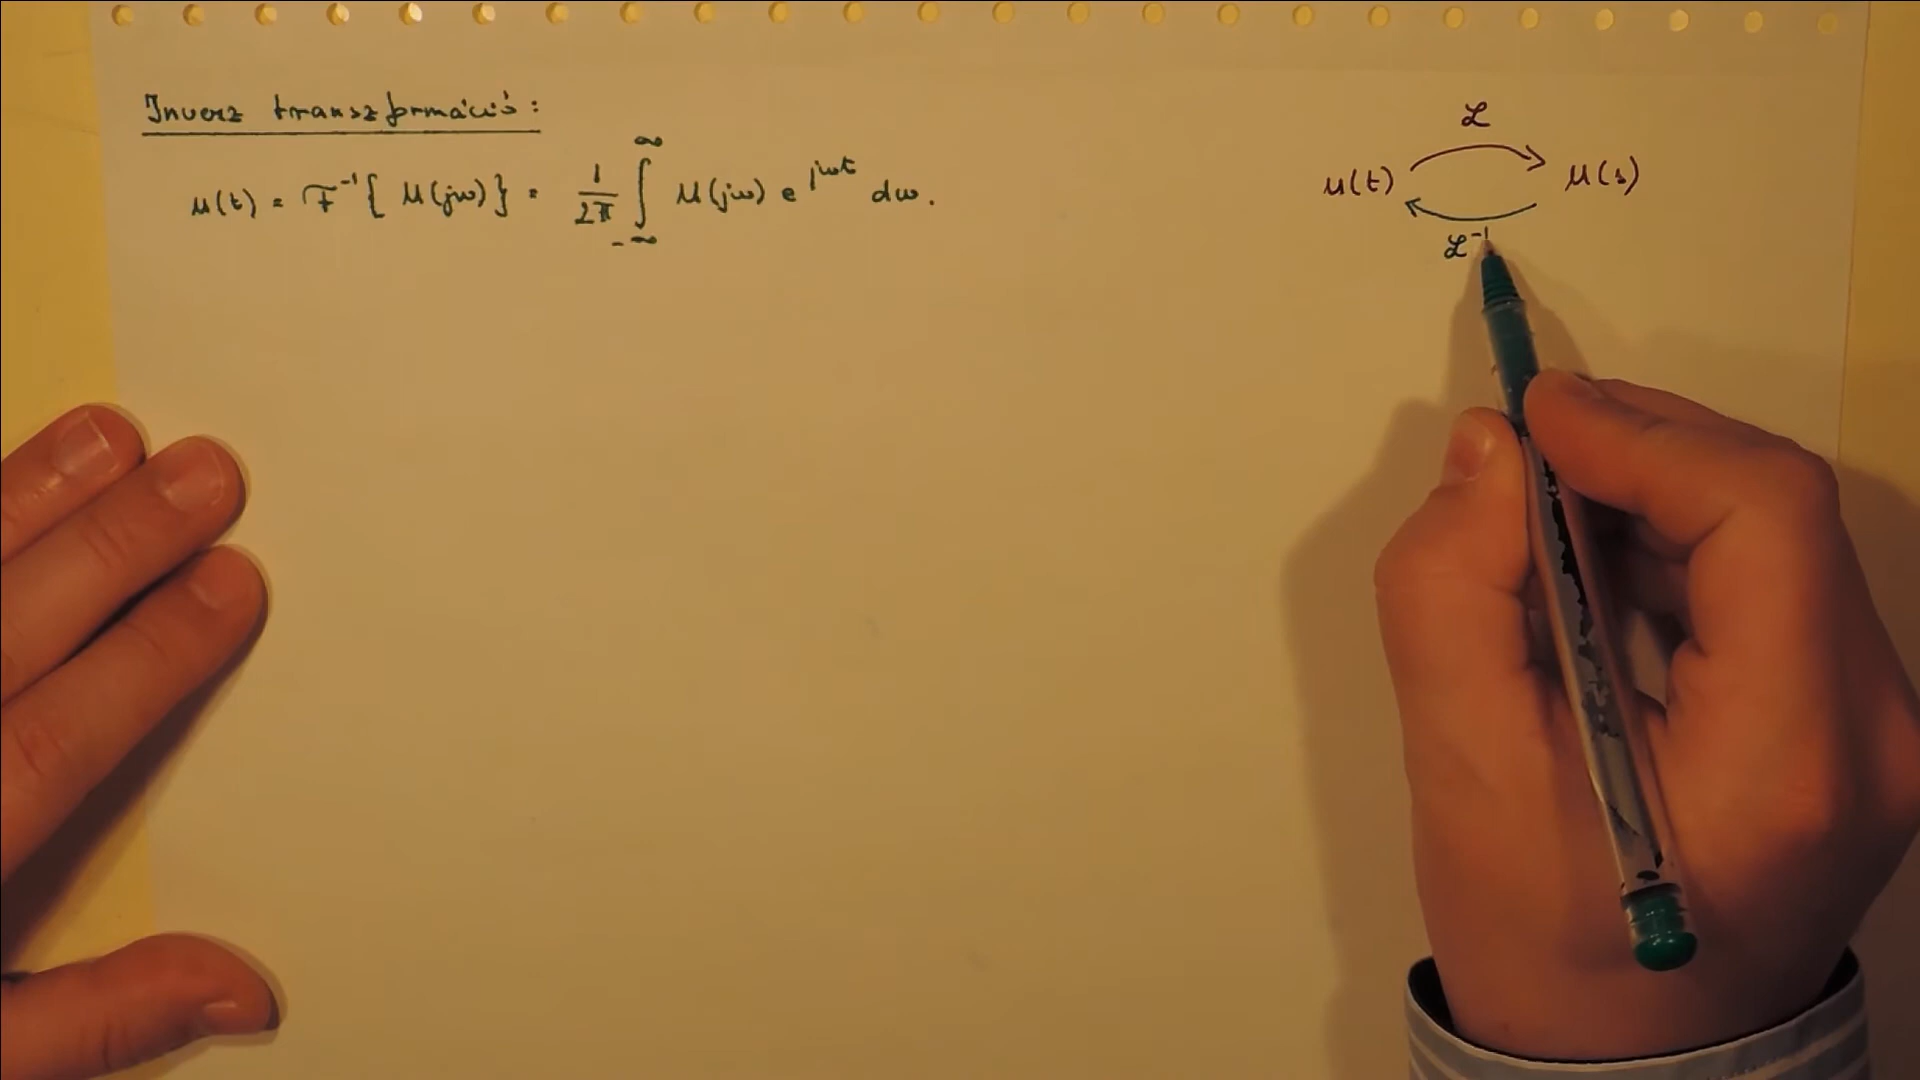 Inverz transzformáció:
u(t) = F⁻¹{ U(jω) } = 1/2π ∫_{-∞}^{∞} U(jω) e^{jωt} dω.
ℒ
u(t) U(s)
ℒ⁻¹